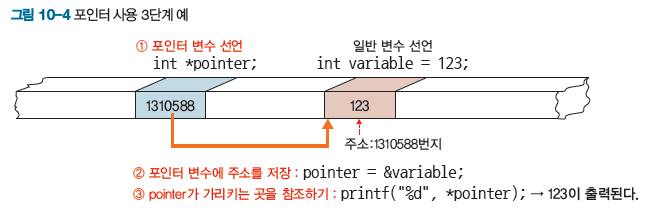 그림 10-4 포인터 사용 3단계 예
① 포인터 변수 선언 일반 변수 선언
int *pointer; int variable = 123;
1310588 123
주소:1310588번지
② 포인터 변수에 주소를 저장 : pointer = &variable;
③ pointer가 가리키는 곳을 참조하기 : printf("%d", *pointer); → 123이 출력된다.